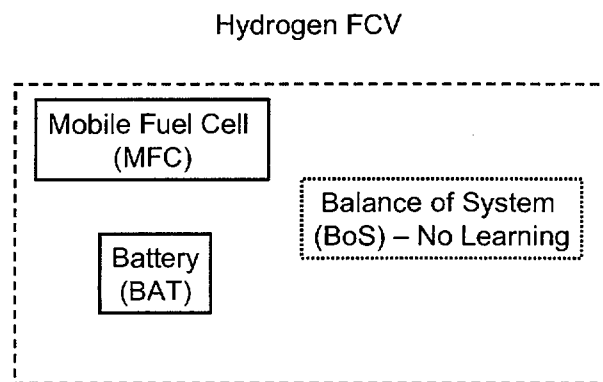 Hydrogen FCV
Mobile Fuel Cell
(MFC)
Balance of System
(BoS) – No Learning
Battery
(BAT)